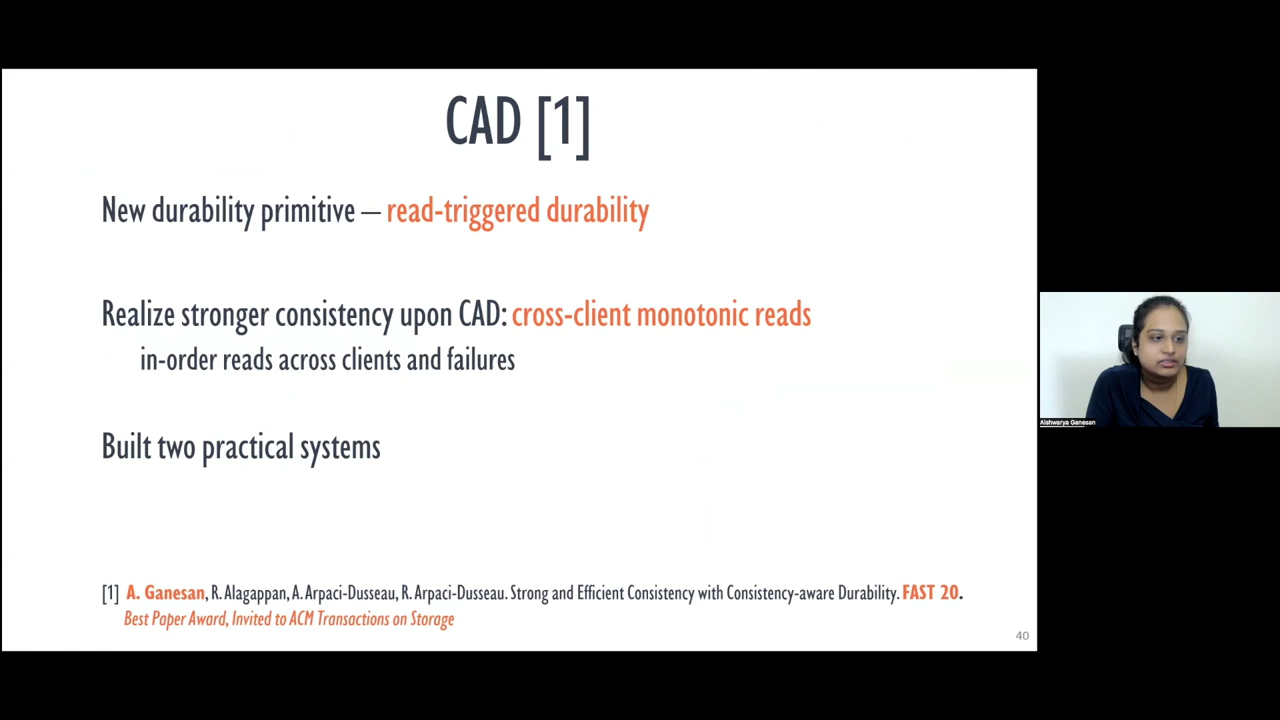 CAD [1]
New durability primitive – read-triggered durability
Realize stronger consistency upon CAD: cross-client monotonic reads
in-order reads across clients and failures
Built two practical systems
Aishwarya Ganesan
[1] A. Ganesan, R. Alagappan, A. Arpaci-Dusseau, R. Arpaci-Dusseau. Strong and Efficient Consistency with Consistency-aware Durability. FAST 20.
Best Paper Award, Invited to ACM Transactions on Storage
40